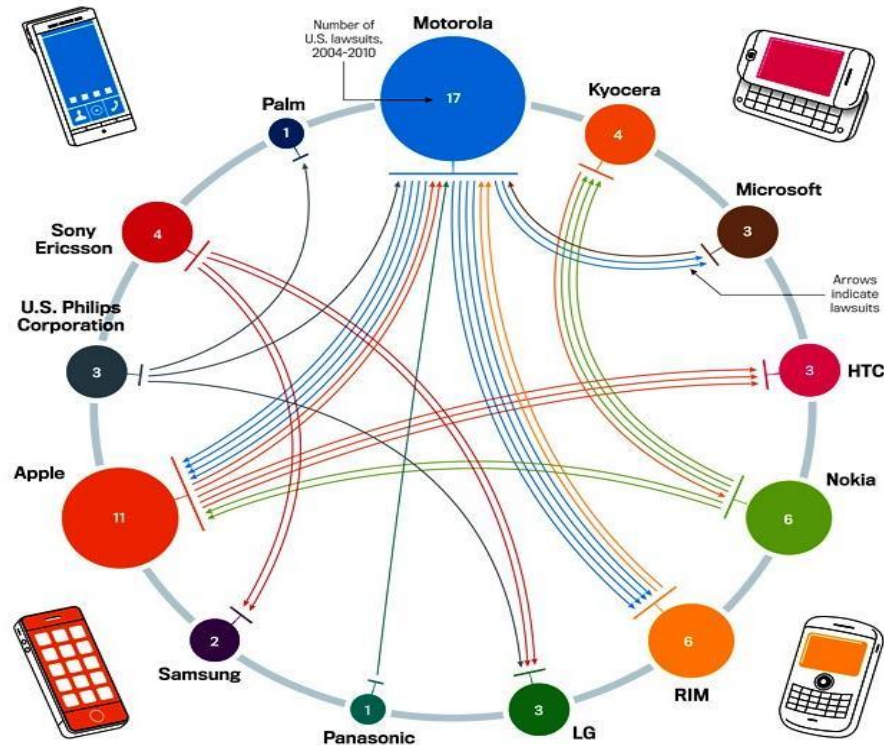 Number of
U.S. lawsuits,
2004-2010
Motorola
17
Palm
1
Kyocera
4
Sony
Ericsson
4
Microsoft
3
Arrows
indicate
lawsuits
U.S. Philips
Corporation
3
3
HTC
Apple
11
Nokia
6
Samsung
2
6
RIM
1
Panasonic
3
LG